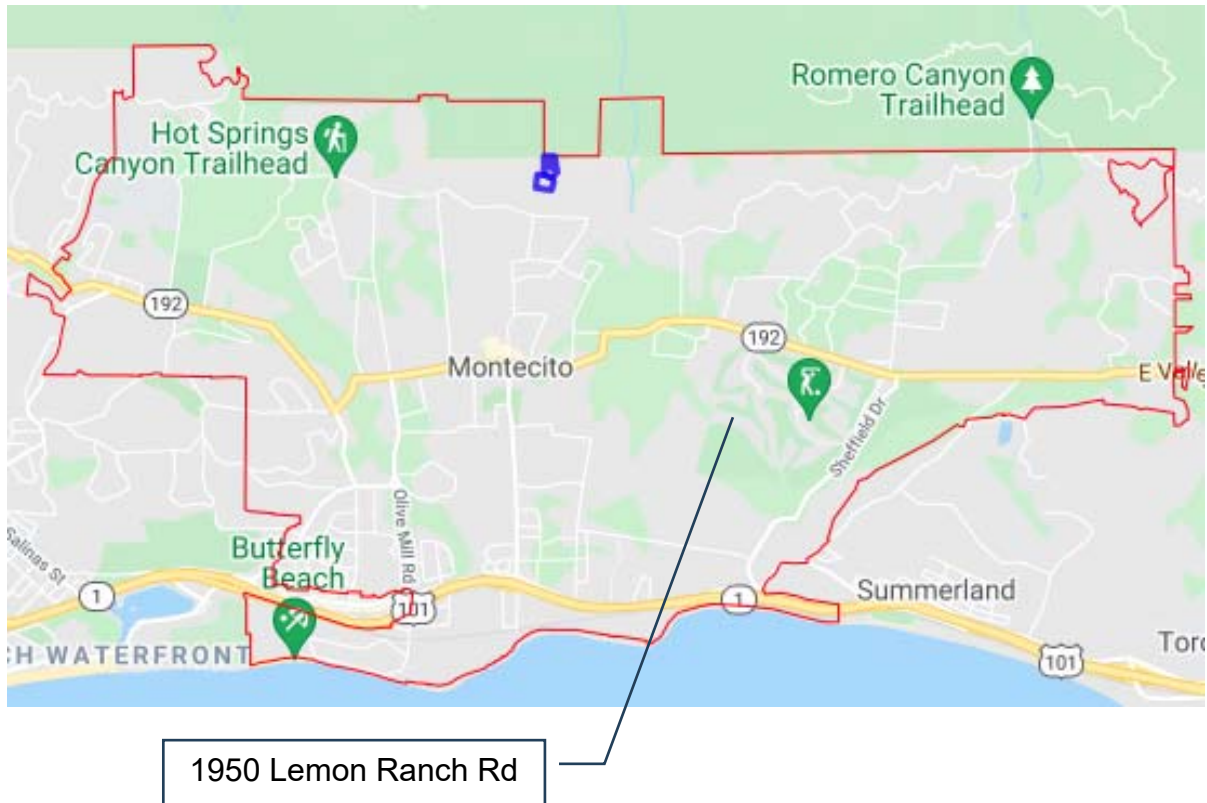 Romero Canyon
Trailhead
Hot Springs
Canyon Trailhead
192
192
Montecito
E Valley
Sheffield Dr
Olive Mill Rd
Salinas St
Butterfly
Beach
1
101
1
Summerland
CH WATERFRONT
101
Toro
1950 Lemon Ranch Rd